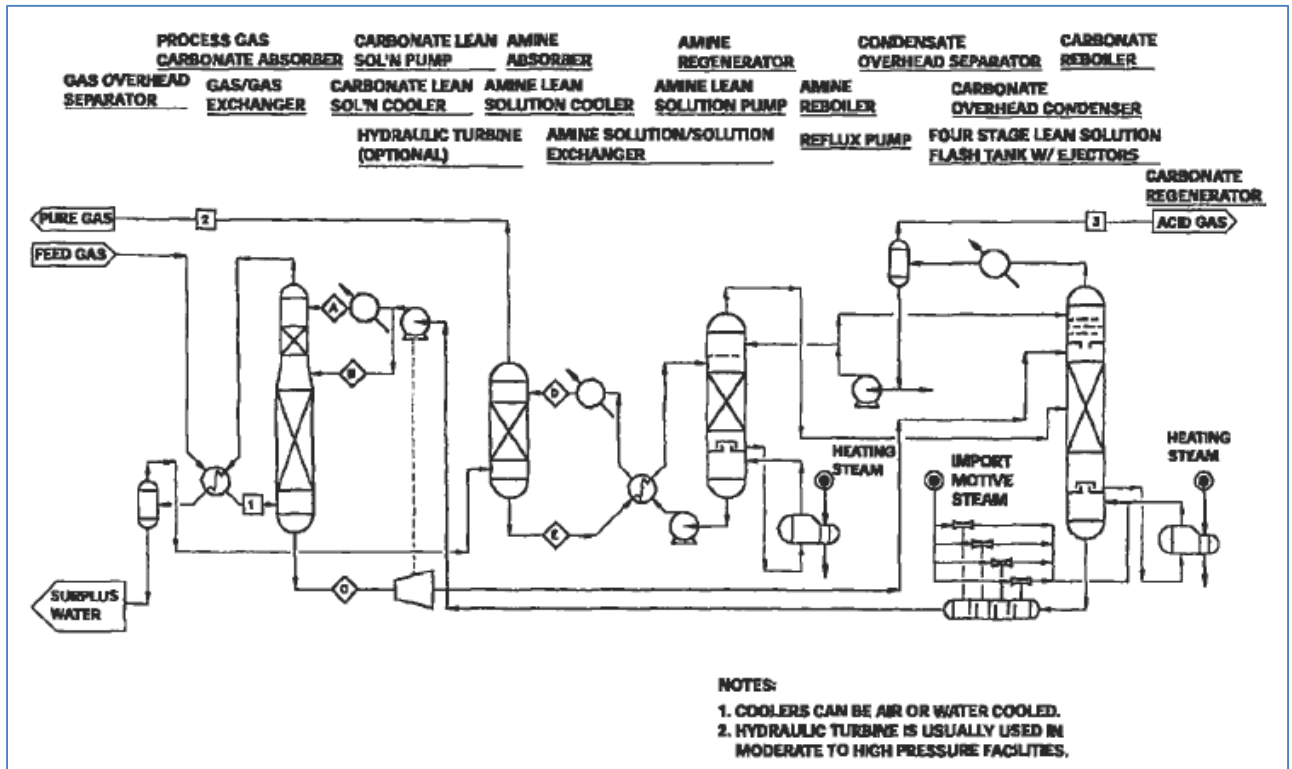 PROCESS GAS
CARBONATE ABSORBER
CARBONATE LEAN
SOL'N PUMP
AMINE
ABSORBER
AMINE
REGENERATOR
CONDENSATE
OVERHEAD SEPARATOR
CARBONATE
REBOILER
GAS OVERHEAD
SEPARATOR
GAS/GAS
EXCHANGER
CARBONATE LEAN
SOL'N COOLER
AMINE LEAN
SOLUTION COOLER
AMINE LEAN
SOLUTION PUMP
AMINE
REBOILER
CARBONATE
OVERHEAD CONDENSER
HYDRAULIC TURBINE
(OPTIONAL)
AMINE SOLUTION/SOLUTION
EXCHANGER
REFLUX PUMP
FOUR STAGE LEAN SOLUTION
FLASH TANK W/ EJECTORS
CARBONATE
REGENERATOR
PURE GAS
2
3
ACID GAS
FEED GAS
A
B
D
HEATING
STEAM
IMPORT
MOTIVE
STEAM
HEATING
STEAM
1
E
C
SURPLUS
WATER
NOTES:
1. COOLERS CAN BE AIR OR WATER COOLED.
2. HYDRAULIC TURBINE IS USUALLY USED IN
MODERATE TO HIGH PRESSURE FACILITIES.